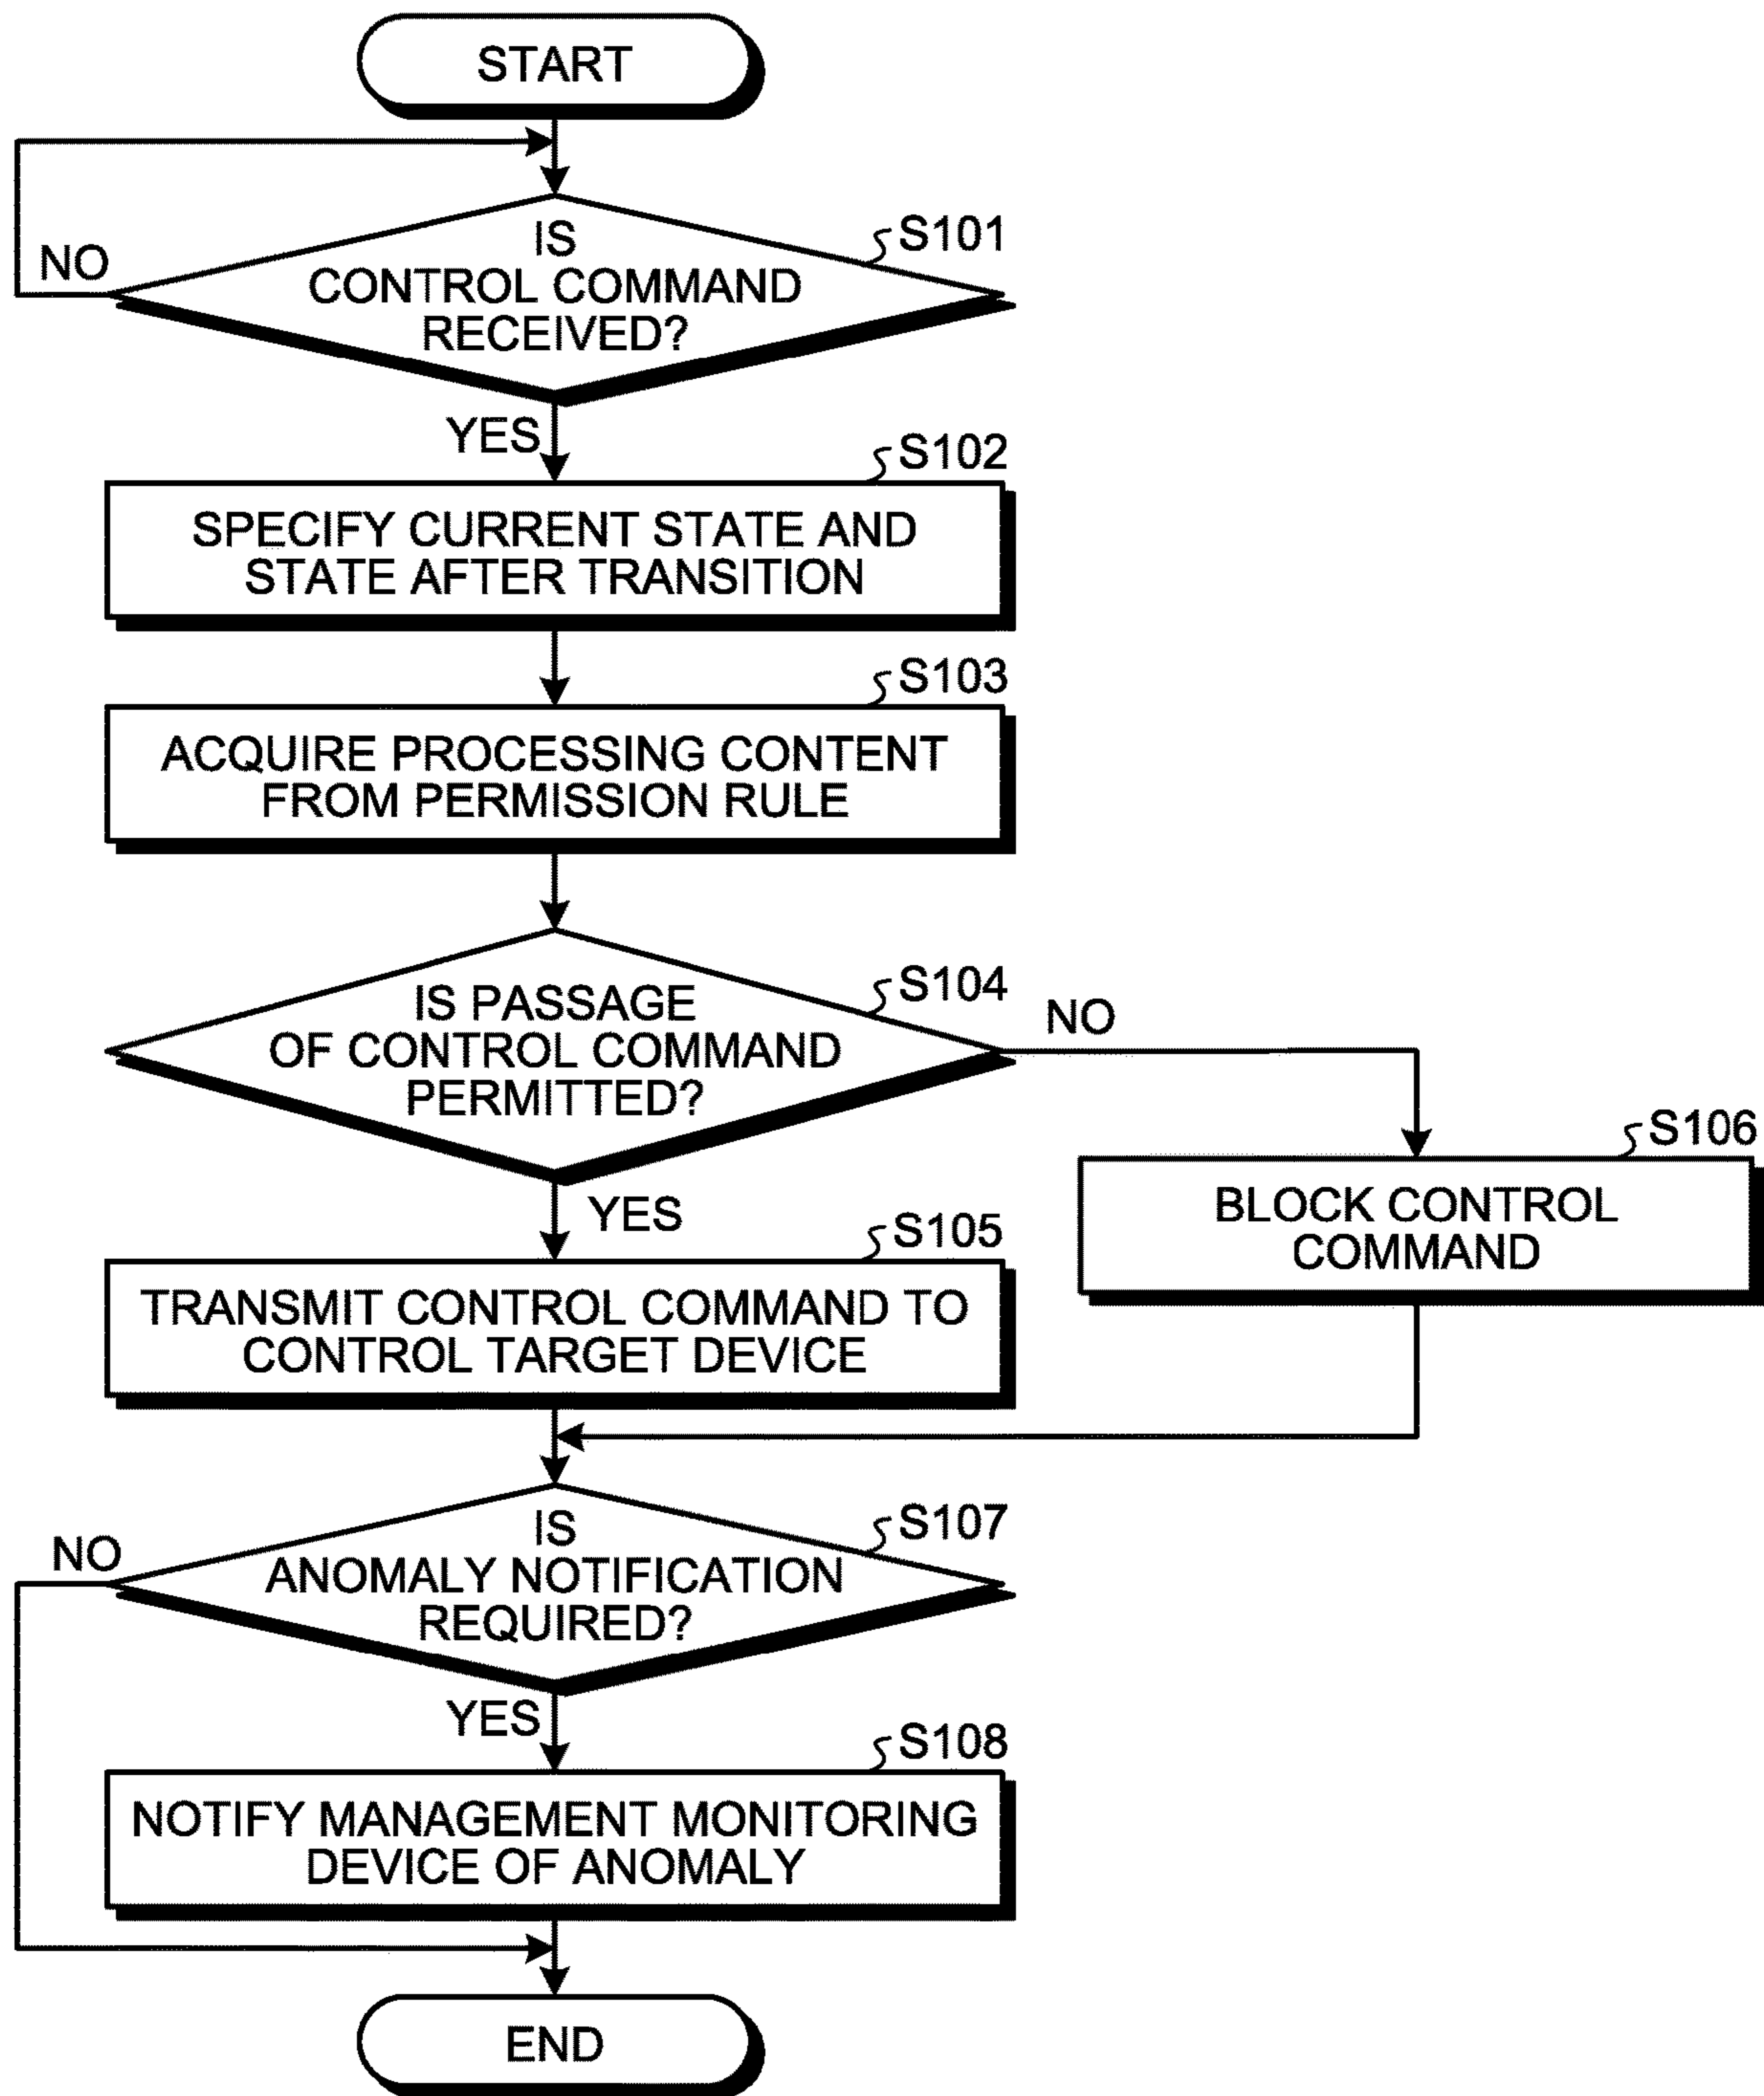 START
IS
CONTROL COMMAND
RECEIVED?
S101
NO
YES
S102
SPECIFY CURRENT STATE AND
STATE AFTER TRANSITION
S103
ACQUIRE PROCESSING CONTENT
FROM PERMISSION RULE
S104
IS PASSAGE
OF CONTROL COMMAND
PERMITTED?
NO
YES
S106
BLOCK CONTROL
COMMAND
S105
TRANSMIT CONTROL COMMAND TO
CONTROL TARGET DEVICE
S107
IS
ANOMALY NOTIFICATION
REQUIRED?
NO
YES
S108
NOTIFY MANAGEMENT MONITORING
DEVICE OF ANOMALY
END